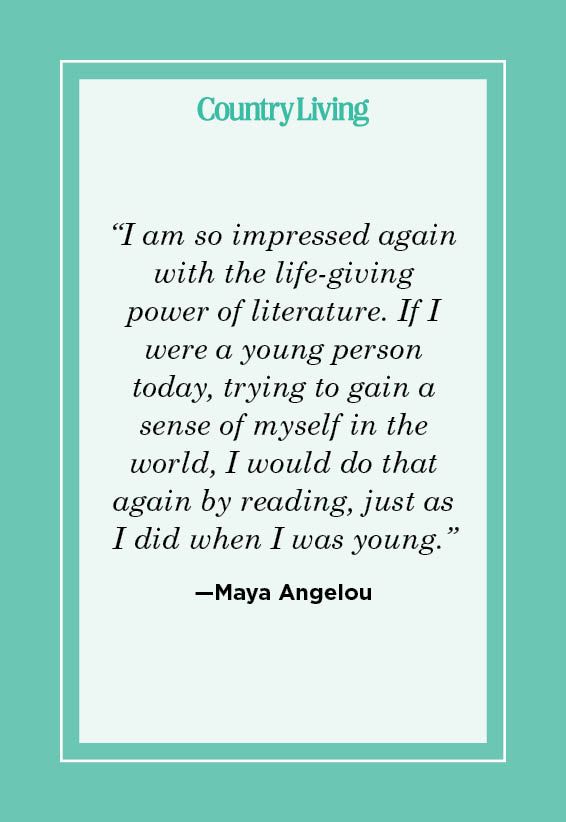 Country Living
“I am so impressed again
with the life-giving
power of literature. If I
were a young person
today, trying to gain a
sense of myself in the
world, I would do that
again by reading, just as
I did when I was young.”
—Maya Angelou